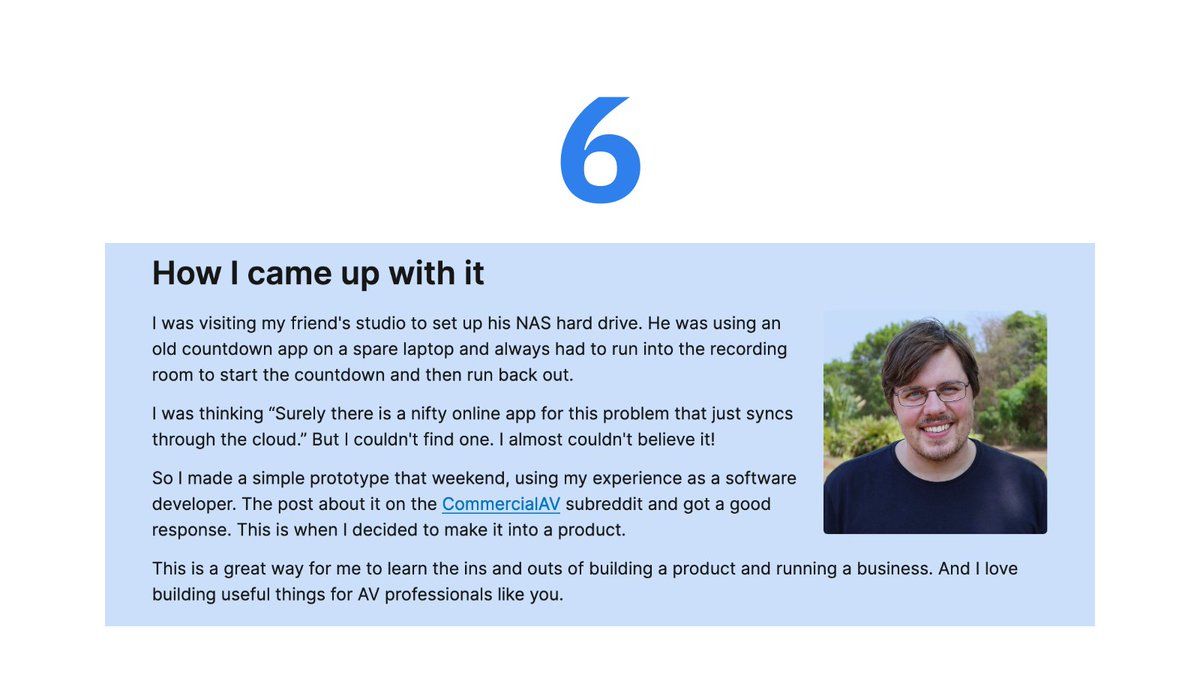 6
How I came up with it
I was visiting my friend's studio to set up his NAS hard drive. He was using an
old countdown app on a spare laptop and always had to run into the recording
room to start the countdown and then run back out.
I was thinking “Surely there is a nifty online app for this problem that just syncs
through the cloud.” But I couldn't find one. I almost couldn't believe it!
So I made a simple prototype that weekend, using my experience as a software
developer. The post about it on the CommercialAV subreddit and got a good
response. This is when I decided to make it into a product.
This is a great way for me to learn the ins and outs of building a product and running a business. And I love
building useful things for AV professionals like you.